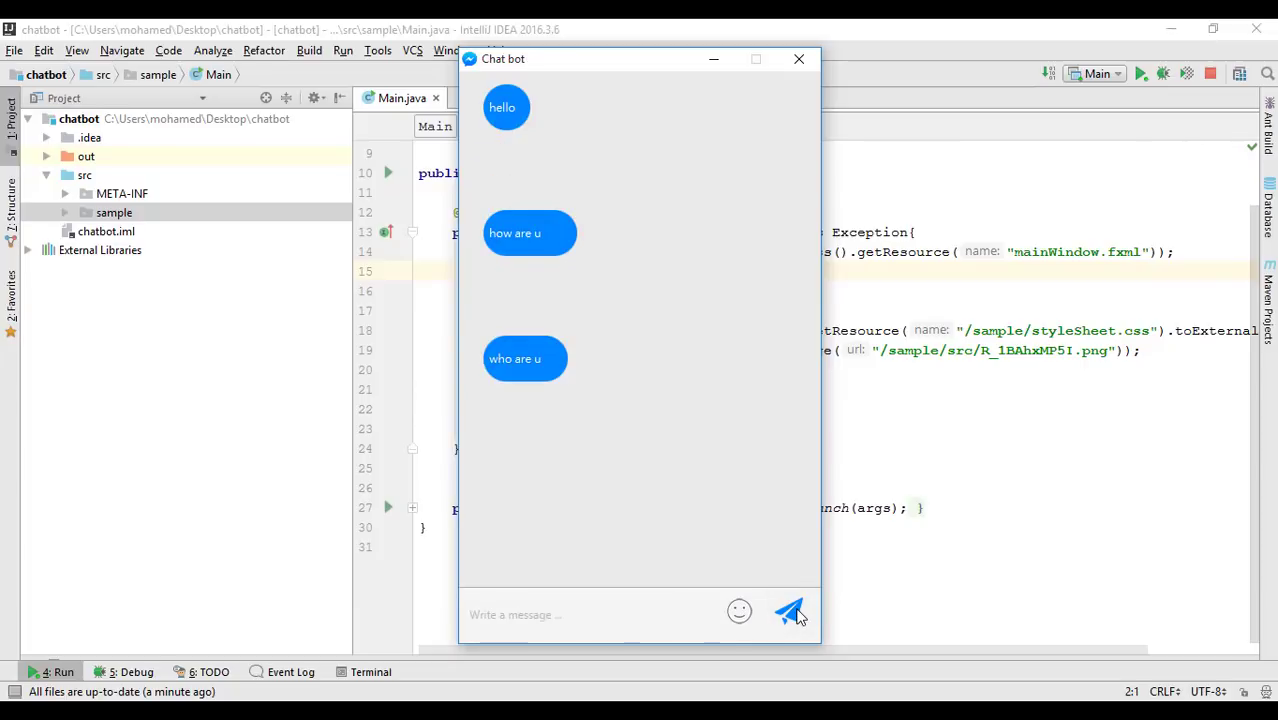 chatbot - [C:\Users\mohamed\Desktop\chatbot] - [chatbot] - ...\src\sample\Main.java - IntelliJ IDEA 2016.3.6
File Edit View Navigate Code Analyze Refactor Build Run Tools VCS Wind
chatbot src sample Main
Main
Project
Main.java
chatbot C:\Users\mohamed\Desktop\chatbot
.idea
out
src
META-INF
sample
chatbot.iml
External Libraries
1: Project
Z: Structure
2: Favorites
Main
9
10 publi
11
12 @
13 p s Exception{
14 ss().getResource( name: "mainWindow.fxml"));
15
16
17
18 etResource( name: "/sample/styleSheet.css").toExternal
19 e( url: "/sample/src/R_1BAhxMP5I.png"));
20
21
22
23
24 }
25
26
27 p unch(args); }
30 }
31
Chat bot
hello
how are u
who are u
Write a message ...
Ant Build
Database
Maven Projects
4: Run 5: Debug 6: TODO Event Log Terminal
All files are up-to-date (a minute ago)
2:1 CRLF UTF-8